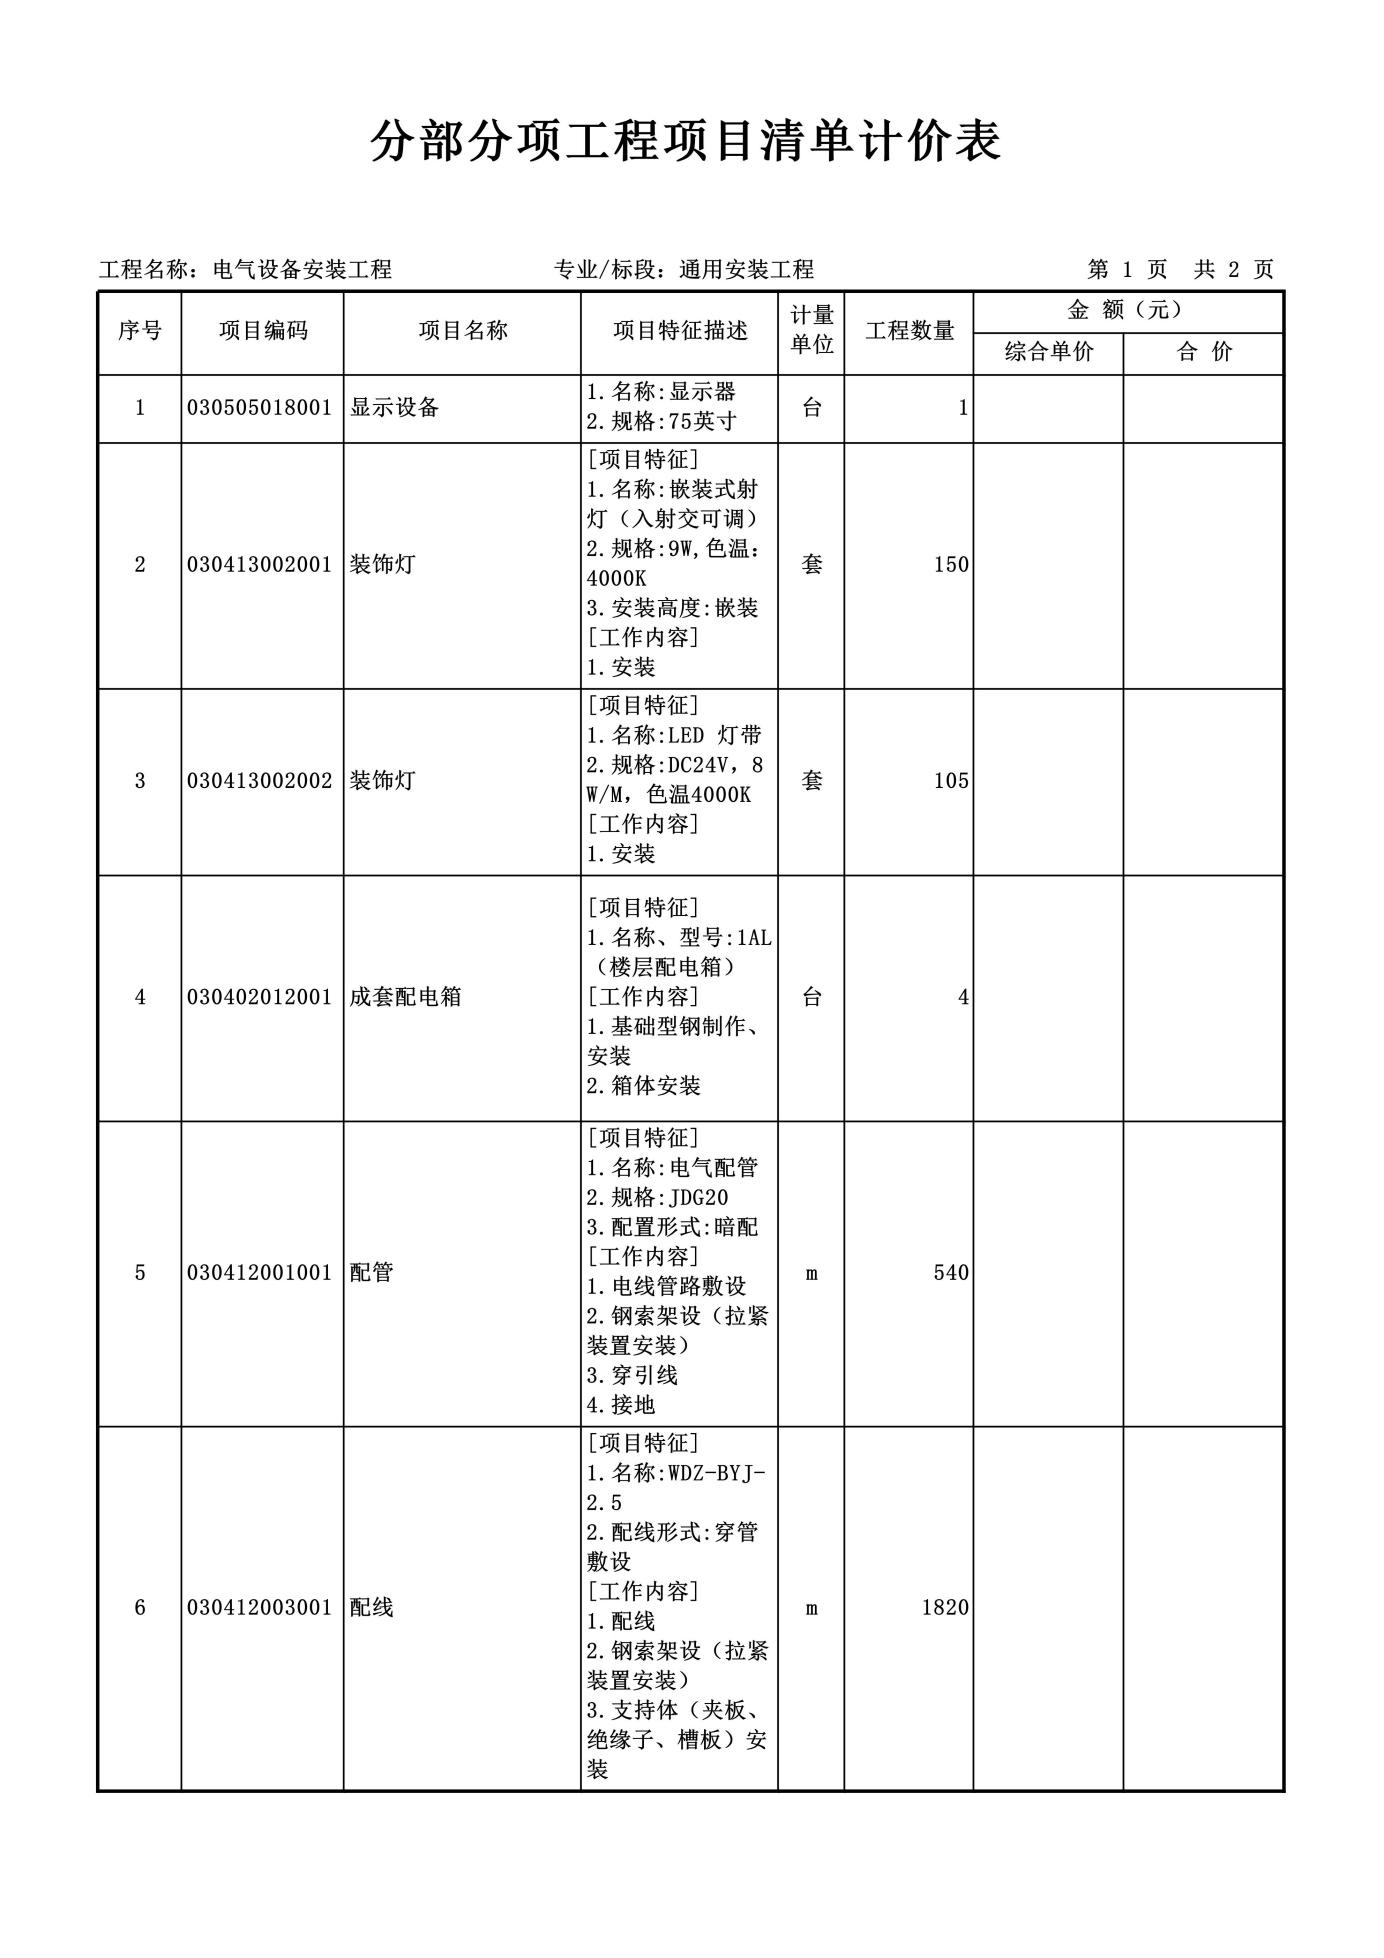 分部分项工程项目清单计价表
工程名称：电气设备安装工程 专业/标段：通用安装工程 第 1 页 共 2 页
序号 项目编码 项目名称 项目特征描述 计量单位 工程数量 金 额（元）
综合单价 合 价
1 030505018001 显示设备 1.名称:显示器 台 1
2.规格:75英寸
[项目特征]
1.名称:嵌装式射
灯（入射交可调）
2.规格:9W,色温：
2 030413002001 装饰灯 4000K 套 150
3.安装高度:嵌装
[工作内容]
1.安装
[项目特征]
1.名称:LED 灯带
2.规格:DC24V，8
3 030413002002 装饰灯 W/M，色温4000K 套 105
[工作内容]
1.安装
[项目特征]
1.名称、型号:1AL
（楼层配电箱）
4 030402012001 成套配电箱 [工作内容] 台 4
1.基础型钢制作、
安装
2.箱体安装
[项目特征]
1.名称:电气配管
2.规格:JDG20
3.配置形式:暗配
[工作内容]
5 030412001001 配管 1.电线管路敷设 m 540
2.钢索架设（拉紧
装置安装）
3.穿引线
4.接地
[项目特征]
1.名称:WDZ-BYJ-
2.5
2.配线形式:穿管
敷设
[工作内容]
6 030412003001 配线 1.配线 m 1820
2.钢索架设（拉紧
装置安装）
3.支持体（夹板、
绝缘子、槽板）安
装